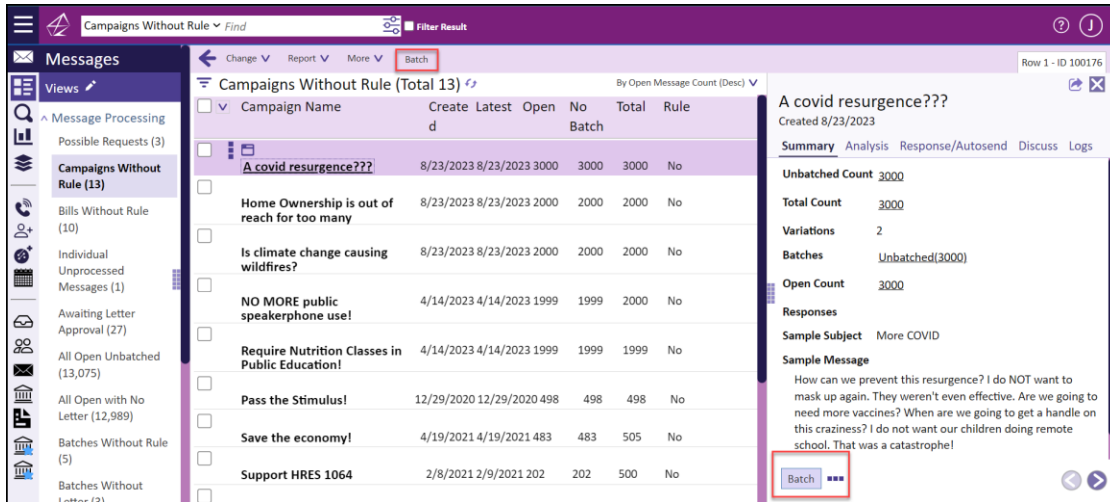 Campaigns Without Rule Find Filter Result ? J
Messages
Change Report More Batch
Row 1 - ID 100176
Views
Message Processing
Possible Requests (3)
Campaigns Without
Rule (13)
Bills Without Rule
(10)
Individual
Unprocessed
Messages (1)
Awaiting Letter
Approval (27)
All Open Unbatched
(13,075)
All Open with No
Letter (12,989)
Batches Without Rule
(5)
Batches Without
Campaigns Without Rule (Total 13) By Open Message Count (Desc)
Campaign Name Create Latest Open No Total Rule
d Batch
A covid resurgence??? 8/23/2023 8/23/2023 3000 3000 3000 No
Home Ownership is out of 8/23/2023 8/23/2023 2000 2000 2000 No
reach for too many
Is climate change causing 8/23/2023 8/23/2023 2000 2000 2000 No
wildfires?
NO MORE public 4/14/2023 4/14/2023 1999 1999 2000 No
speakerphone use!
Require Nutrition Classes in 4/14/2023 4/14/2023 1999 1999 1999 No
Public Education!
Pass the Stimulus! 12/29/2020 12/29/2020 498 498 498 No
Save the economy! 4/19/2021 4/19/2021 483 483 505 No
Support HRES 1064 2/8/2021 2/9/2021 202 202 500 No
A covid resurgence???
Created 8/23/2023
Summary Analysis Response/Autosend Discuss Logs
Unbatched Count 3000
Total Count 3000
Variations 2
Batches Unbatched(3000)
Open Count 3000
Responses
Sample Subject More COVID
Sample Message
How can we prevent this resurgence? I do NOT want to
mask up again. They weren't even effective. Are we going to
need more vaccines? When are we going to get a handle on
this craziness? I do not want our children doing remote
school. That was a catastrophe!
Batch